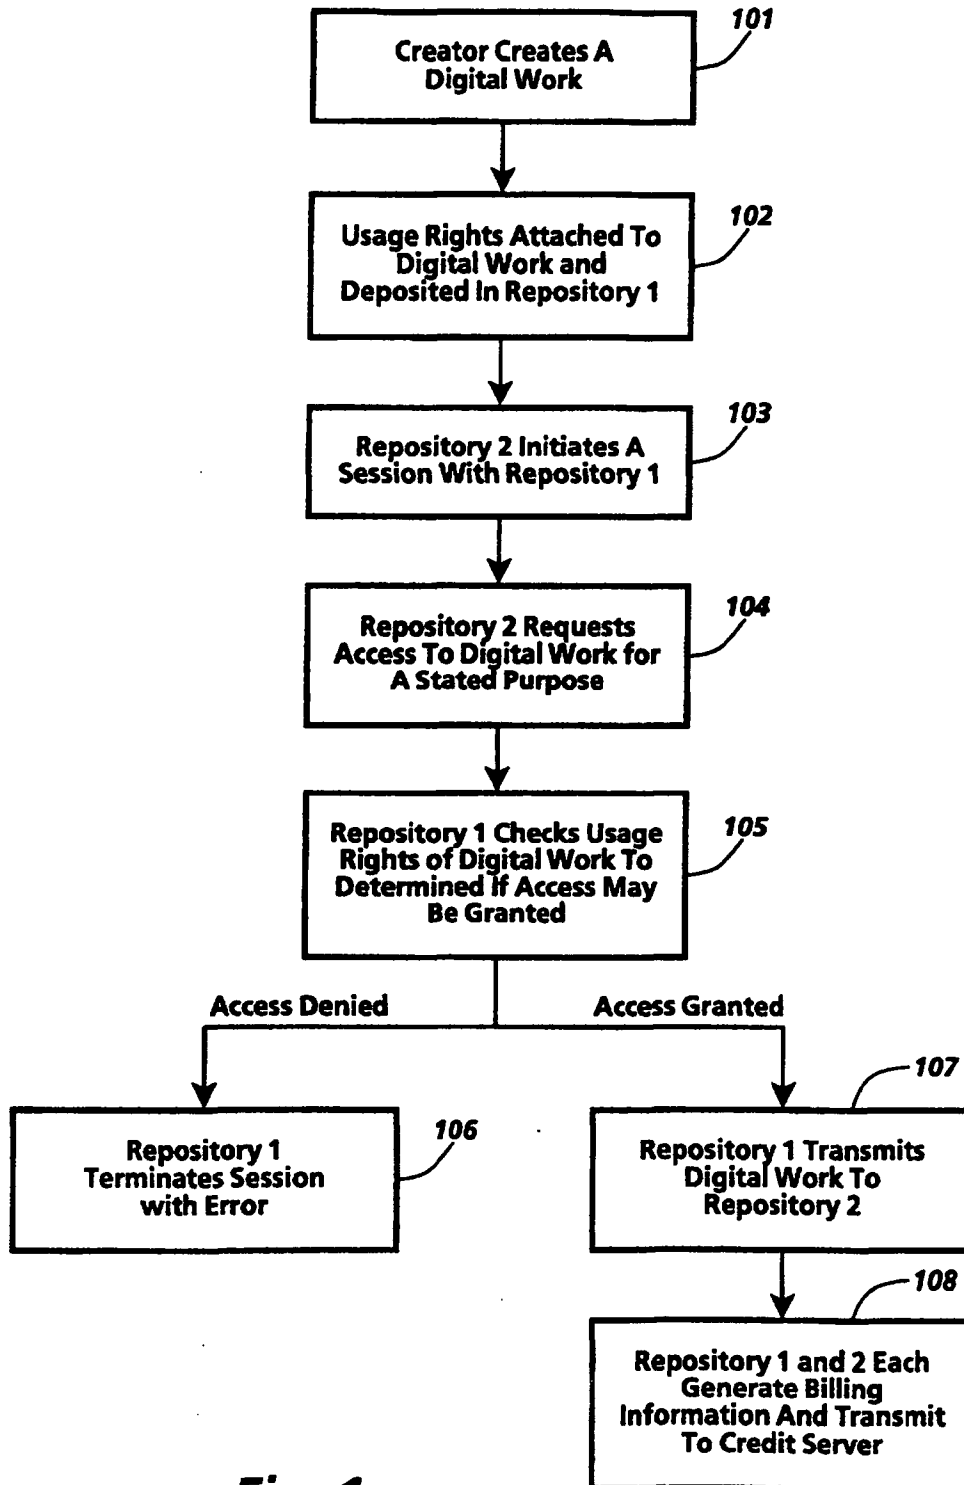 101
Creator Creates A
Digital Work
102
Usage Rights Attached To
Digital Work and
Deposited In Repository 1
103
Repository 2 Initiates A
Session With Repository 1
104
Repository 2 Requests
Access To Digital Work for
A Stated Purpose
105
Repository 1 Checks Usage
Rights of Digital Work To
Determined If Access May
Be Granted
Access Denied
Access Granted
106
Repository 1
Terminates Session
with Error
107
Repository 1 Transmits
Digital Work To
Repository 2
108
Repository 1 and 2 Each
Generate Billing
Information And Transmit
To Credit Server